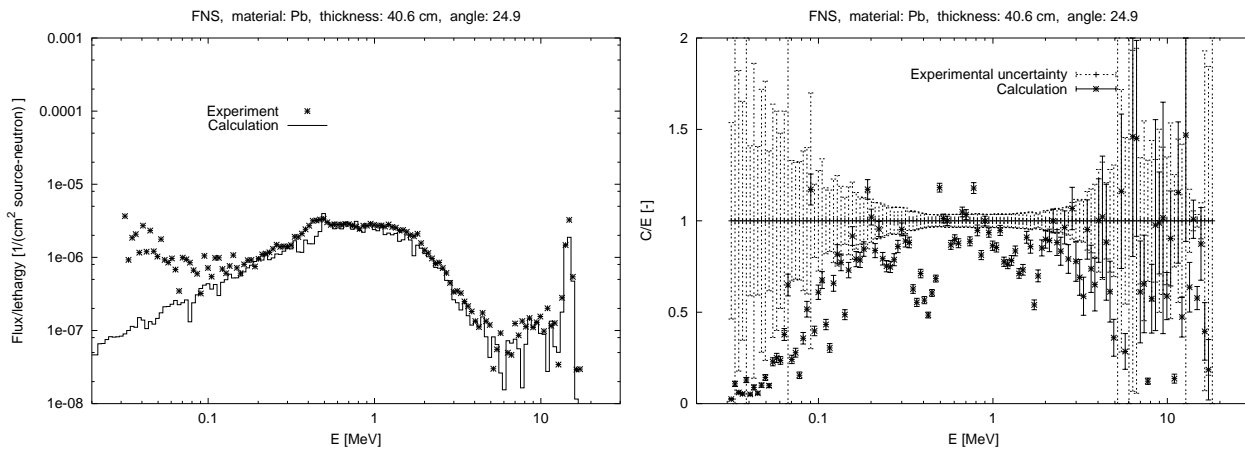 FNS, material: Pb, thickness: 40.6 cm, angle: 24.9
0.001
0.0001
1e-05
1e-06
1e-07
1e-08
Flux/lethargy [1/(cm² source-neutron) ]
Experiment
Calculation
0.1
1
10
E [MeV]
FNS, material: Pb, thickness: 40.6 cm, angle: 24.9
2
1.5
1
0.5
0
C/E [-]
Experimental uncertainty
Calculation
0.1
1
10
E [MeV]